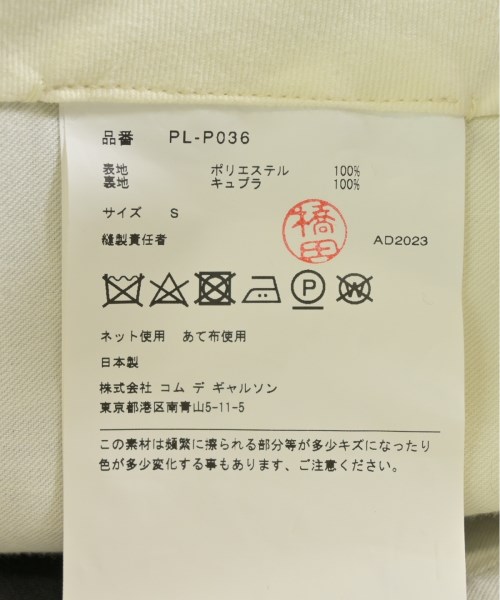 品番 PL-P036
表地 ポリエステル 100%
裏地 キュプラ 100%
サイズ S
縫製責任者 橋田 AD2023
P W
ネット使用 あて布使用
日本製
株式会社 コム デ ギャルソン
東京都港区南青山5-11-5
この素材は頻繁に擦られる部分等が多少キズになったり
色が多少変化する事もあります、ご注意ください。